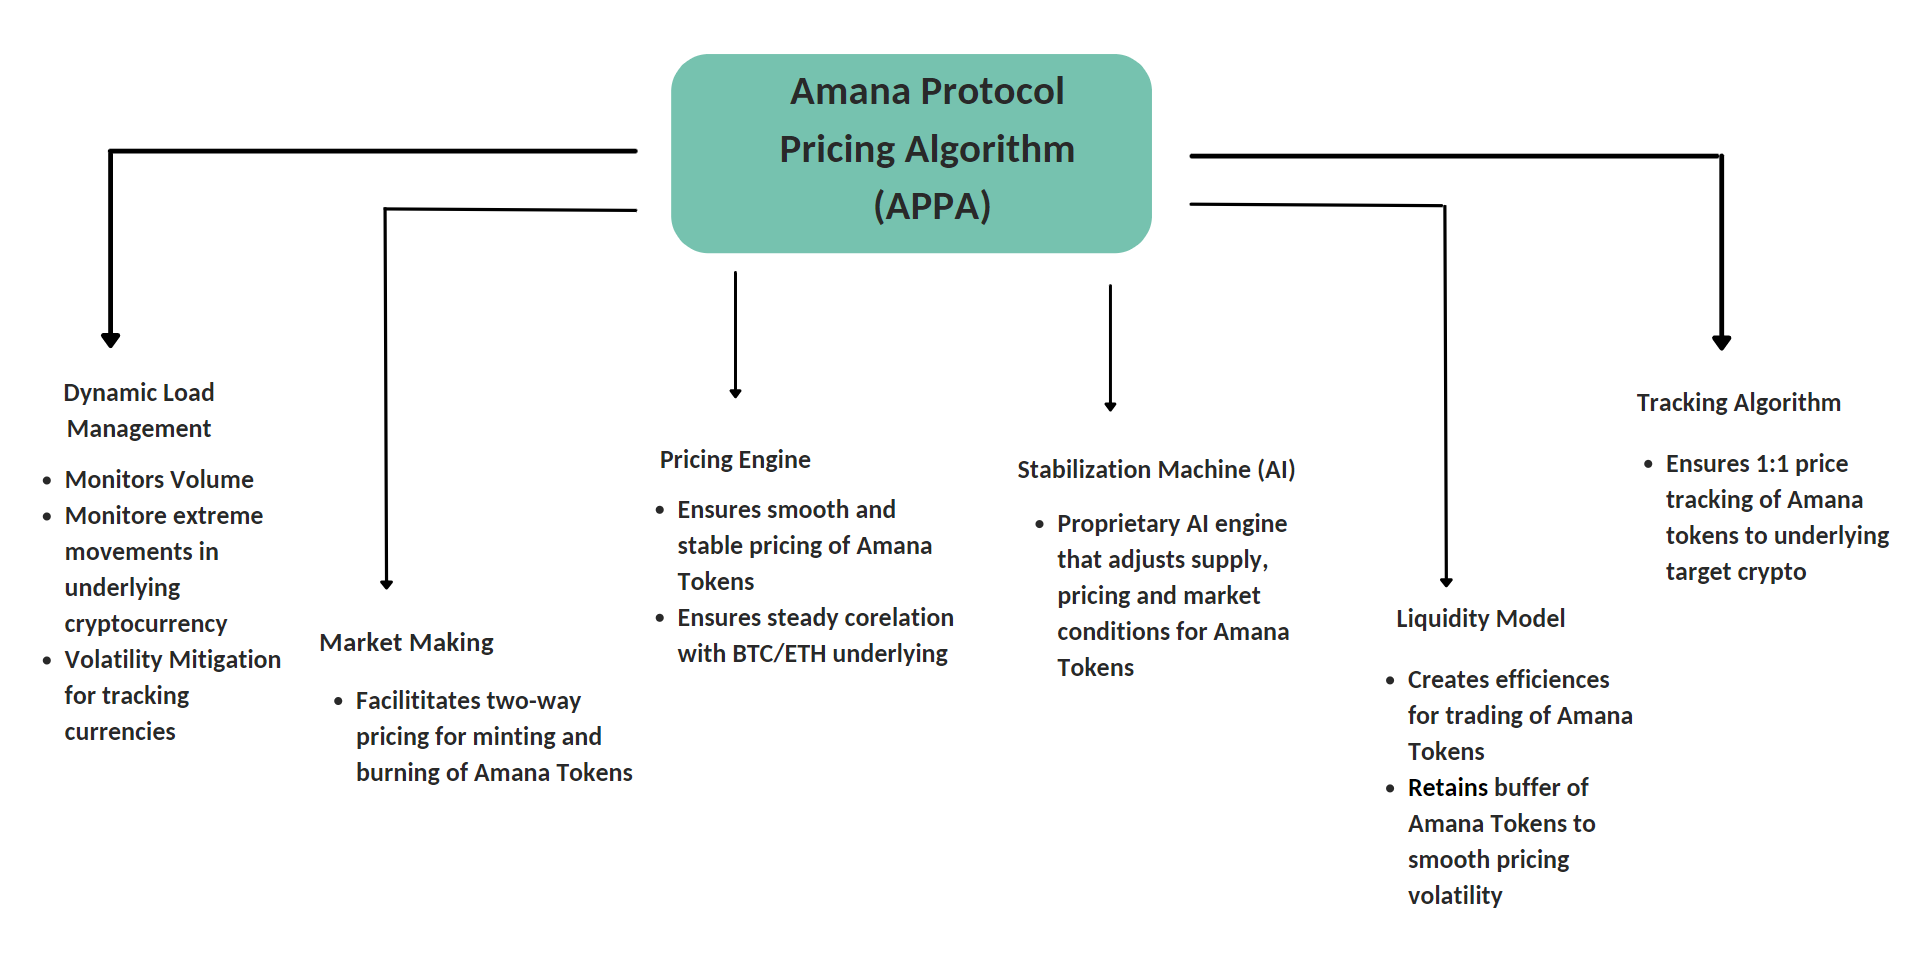 Amana Protocol
Pricing Algorithm
(APPA)
Dynamic Load
Management
• Monitors Volume
• Monitore extreme
movements in
underlying
cryptocurrency
• Volatility Mitigation
for tracking
currencies
Market Making
• Facilititates two-way
pricing for minting and
burning of Amana Tokens
Pricing Engine
• Ensures smooth and
stable pricing of Amana
Tokens
• Ensures steady corelation
with BTC/ETH underlying
Stabilization Machine (AI)
• Proprietary AI engine
that adjusts supply,
pricing and market
conditions for Amana
Tokens
Liquidity Model
• Creates efficiences
for trading of Amana
Tokens
• Retains buffer of
Amana Tokens to
smooth pricing
volatility
Tracking Algorithm
• Ensures 1:1 price
tracking of Amana
tokens to underlying
target crypto